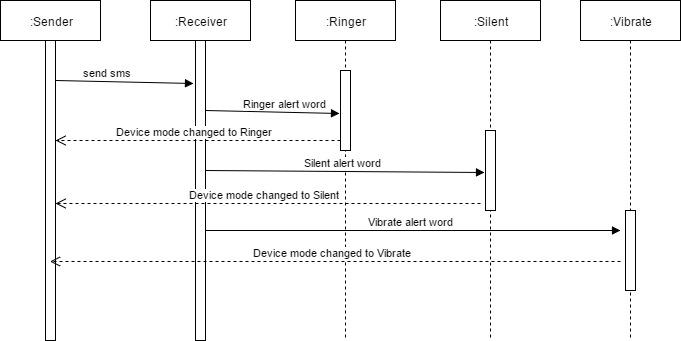 :Sender
:Receiver
:Ringer
:Silent
:Vibrate
send sms
Ringer alert word
Device mode changed to Ringer
Silent alert word
Device mode changed to Silent
Vibrate alert word
Device mode changed to Vibrate